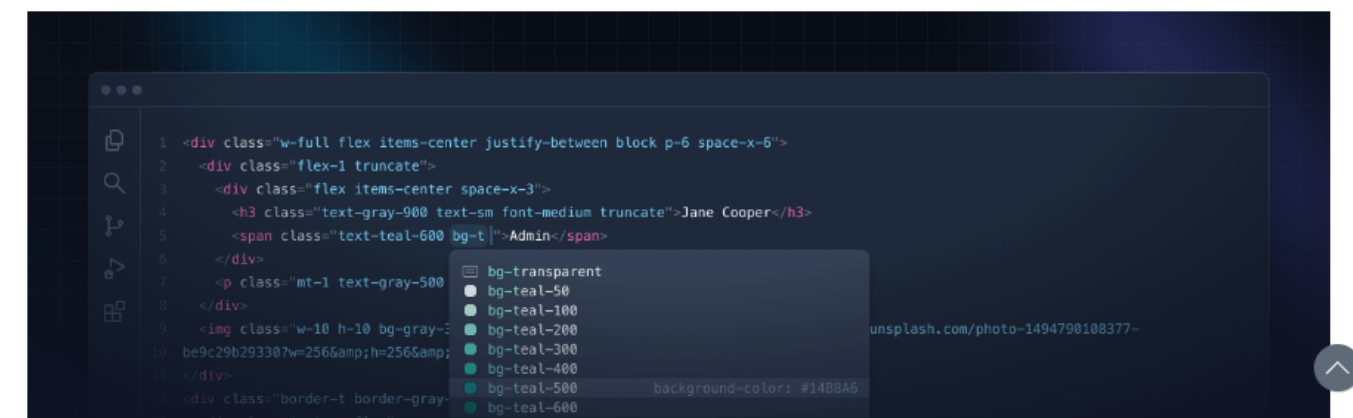 1 <div class="w-full flex items-center justify-between block p-6 space-x-6">
2 <div class="flex-1 truncate">
3 <div class="flex items-center space-x-3">
4 <h3 class="text-gray-900 text-sm font-medium truncate">Jane Cooper</h3>
5 <span class="text-teal-600 bg-t ">Admin</span>
6 </div>
7 <p class="mt-1 text-gray-500
8 </div>
9 <img class="w-10 h-10 bg-gray-3 unsplash.com/photo-1494790108377-
10 be9c29b29330?w=256&amp;h=256&amp;
11 </div>
12 <div class="border-t border-gray-
bg-transparent
bg-teal-50
bg-teal-100
bg-teal-200
bg-teal-300
bg-teal-400
bg-teal-500 background-color: #14B8A6
bg-teal-600